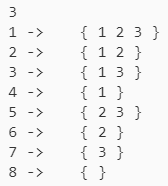 3
1 -> { 1 2 3 }
2 -> { 1 2 }
3 -> { 1 3 }
4 -> { 1 }
5 -> { 2 3 }
6 -> { 2 }
7 -> { 3 }
8 -> { }